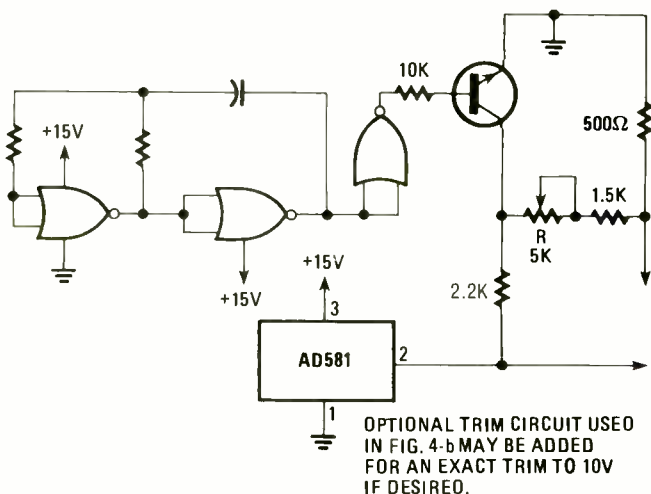 10K
500Ω
+15V
1.5K
R
5K
+15V
+15V
2.2K
3
AD581
2
1
OPTIONAL TRIM CIRCUIT USED
IN FIG. 4-b MAY BE ADDED
FOR AN EXACT TRIM TO 10V
IF DESIRED.